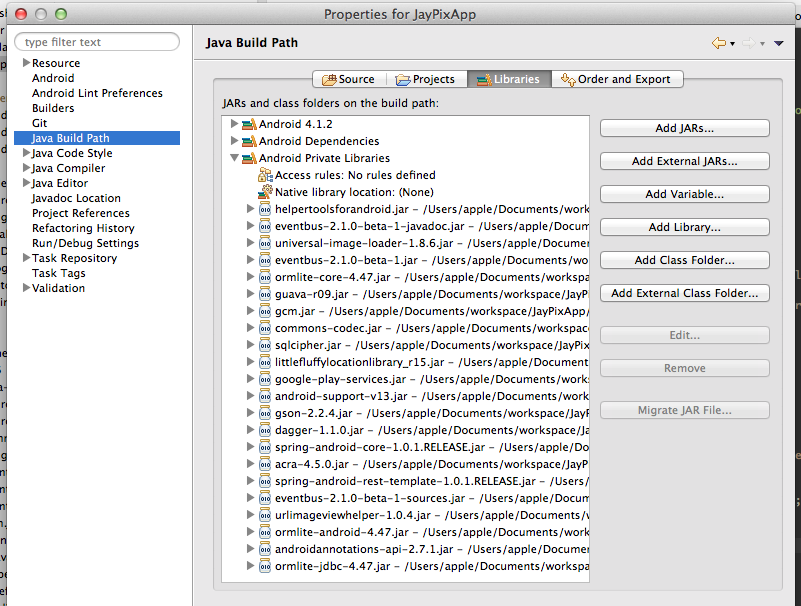 Properties for JayPixApp
type filter text
Resource
Android
Android Lint Preferences
Builders
Git
Java Build Path
Java Code Style
Java Compiler
Java Editor
Javadoc Location
Project References
Refactoring History
Run/Debug Settings
Task Repository
Task Tags
Validation
Java Build Path
Source
Projects
Libraries
Order and Export
JARs and class folders on the build path:
Android 4.1.2
Android Dependencies
Android Private Libraries
Access rules: No rules defined
Native library location: (None)
helpertoolsforandroid.jar - /Users/apple/Documents/work
eventbus-2.1.0-beta-1-javadoc.jar - /Users/apple/Docum
universal-image-loader-1.8.6.jar - /Users/apple/Docume
eventbus-2.1.0-beta-1.jar - /Users/apple/Documents/wo
ormlite-core-4.47.jar - /Users/apple/Documents/works
guava-r09.jar - /Users/apple/Documents/workspace/JayP
gcm.jar - /Users/apple/Documents/workspace/JayPixApp/
commons-codec.jar - /Users/apple/Documents/workspac
sqlcipher.jar - /Users/apple/Documents/workspace/JayPi
littlefluffylocationlibrary_r15.jar - /Users/apple/Document
google-play-services.jar - /Users/apple/Documents/work
android-support-v13.jar - /Users/apple/Documents/work
gson-2.2.4.jar - /Users/apple/Documents/workspace/JayP
dagger-1.1.0.jar - /Users/apple/Documents/workspace/J
spring-android-core-1.0.1.RELEASE.jar - /Users/apple/Do
acra-4.5.0.jar - /Users/apple/Documents/workspace/JayP
spring-android-rest-template-1.0.1.RELEASE.jar - /Users/
eventbus-2.1.0-beta-1-sources.jar - /Users/apple/Docum
urlimageviewhelper-1.0.4.jar - /Users/apple/Documents/
ormlite-android-4.47.jar - /Users/apple/Documents/wor
androidannotations-api-2.7.1.jar - /Users/apple/Docum
ormlite-jdbc-4.47.jar - /Users/apple/Documents/workspa
Add JARs...
Add External JARs...
Add Variable...
Add Library...
Add Class Folder...
Add External Class Folder...
Edit...
Remove
Migrate JAR File...